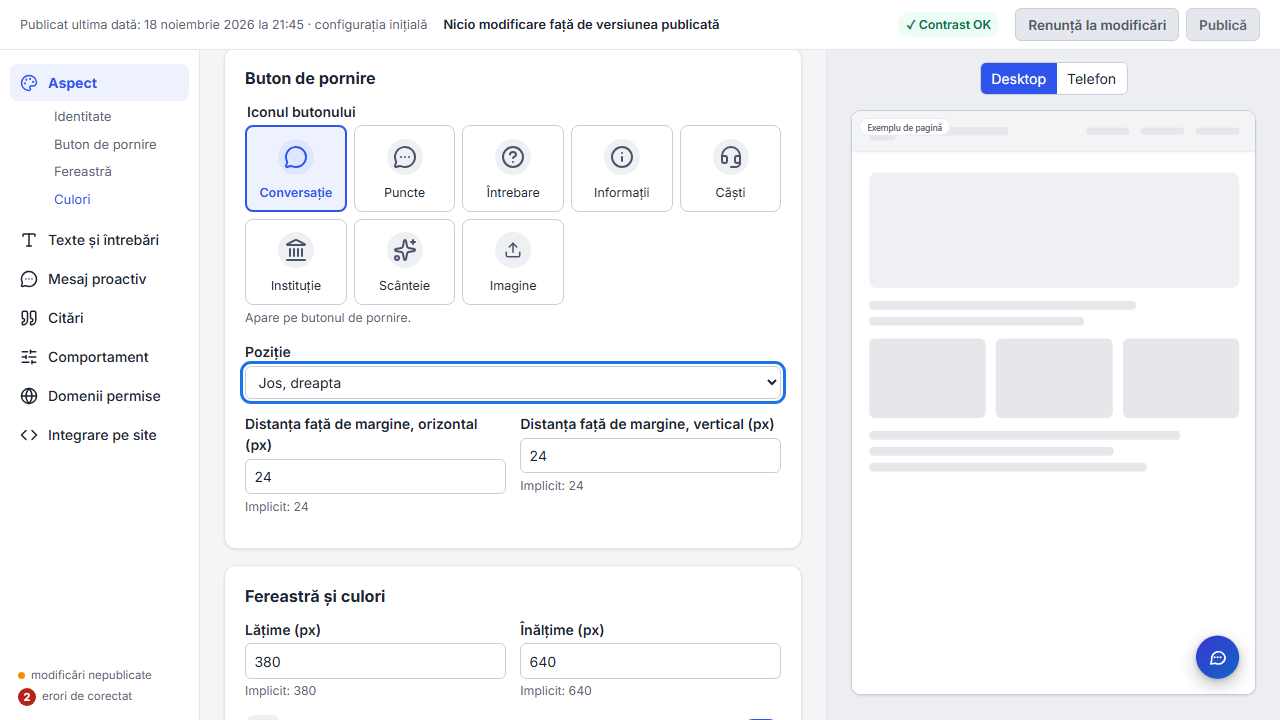 Publicat ultima dată: 18 noiembrie 2026 la 21:45 · configurația inițială
Nicio modificare față de versiunea publicată
✓ Contrast OK
Renunță la modificări
Publică
Aspect
Identitate
Buton de pornire
Fereastră
Culori
Texte și întrebări
Mesaj proactiv
Citări
Comportament
Domenii permise
Integrare pe site
modificări nepublicate
2 erori de corectat
Buton de pornire
Iconul butonului
Conversație
Puncte
Întrebare
Informații
Căști
Instituție
Scânteie
Imagine
Apare pe butonul de pornire.
Poziție
Jos, dreapta
Distanța față de margine, orizontal
(px)
24
Implicit: 24
Distanța față de margine, vertical (px)
24
Implicit: 24
Fereastră și culori
Lățime (px)
380
Implicit: 380
Înălțime (px)
640
Implicit: 640
Desktop
Telefon
Exemplu de pagină